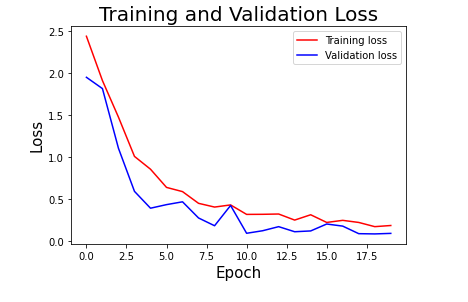 Training and Validation Loss
Training loss
Validation loss
2.5
2.0
1.5
1.0
0.5
0.0
Loss
0.0 2.5 5.0 7.5 10.0 12.5 15.0 17.5
Epoch